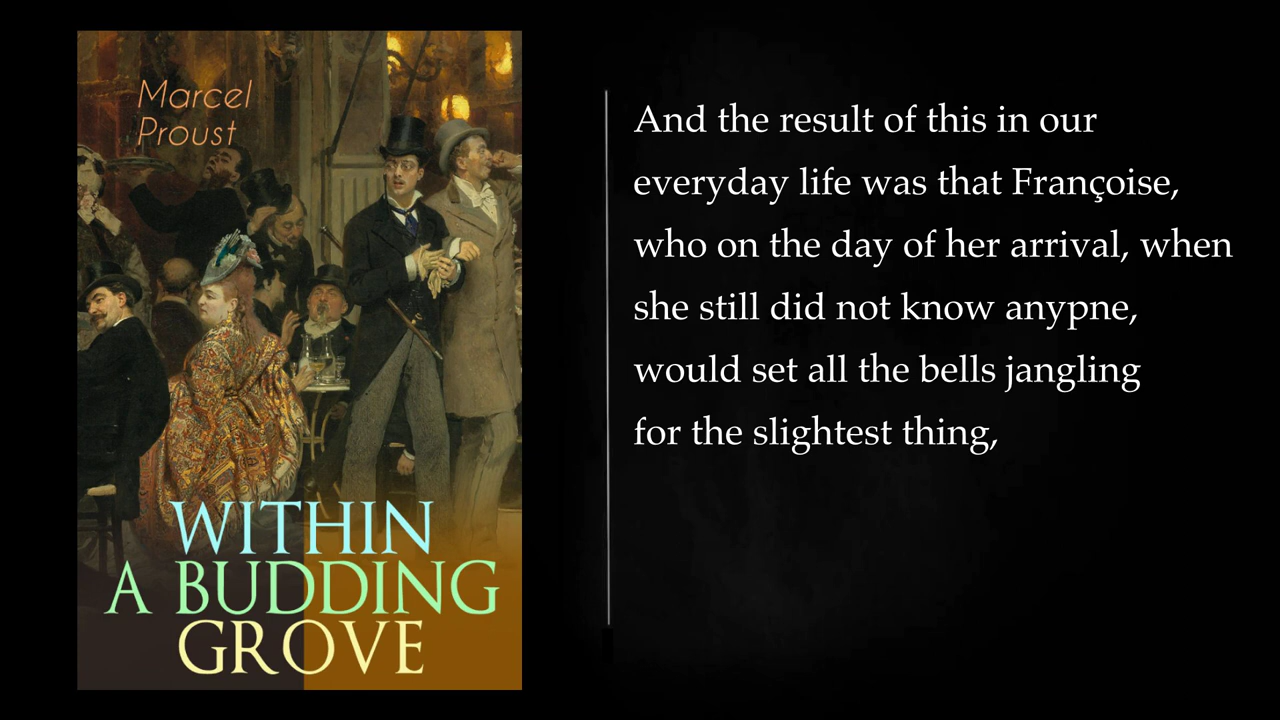 Marcel
Proust
WITHIN
A BUDDING
GROVE
And the result of this in our
everyday life was that Françoise,
who on the day of her arrival, when
she still did not know anypne,
would set all the bells jangling
for the slightest thing,